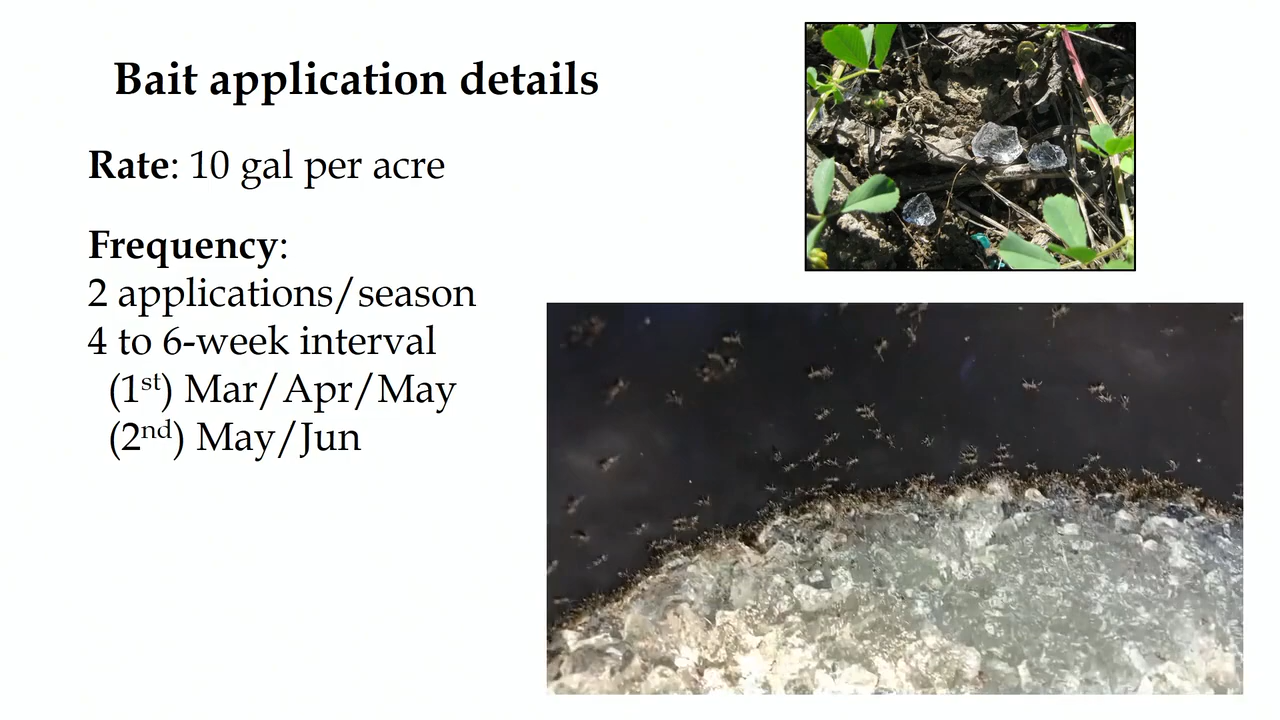 Bait application details
Rate: 10 gal per acre
Frequency:
2 applications/season
4 to 6-week interval
(1st) Mar/Apr/May
(2nd) May/Jun